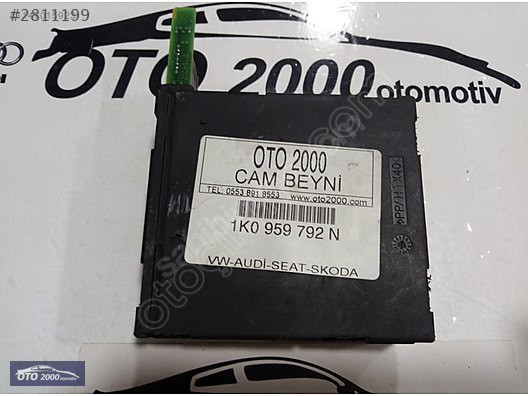 #2811199
OTO 2000 otomotiv
OTO 2000
CAM BEYNİ
TEL: 0553 891 8553 www.oto2000.com
1K0 959 792 N
VW-AUDİ-SEAT-SKODA
OTO 2000 otomotiv